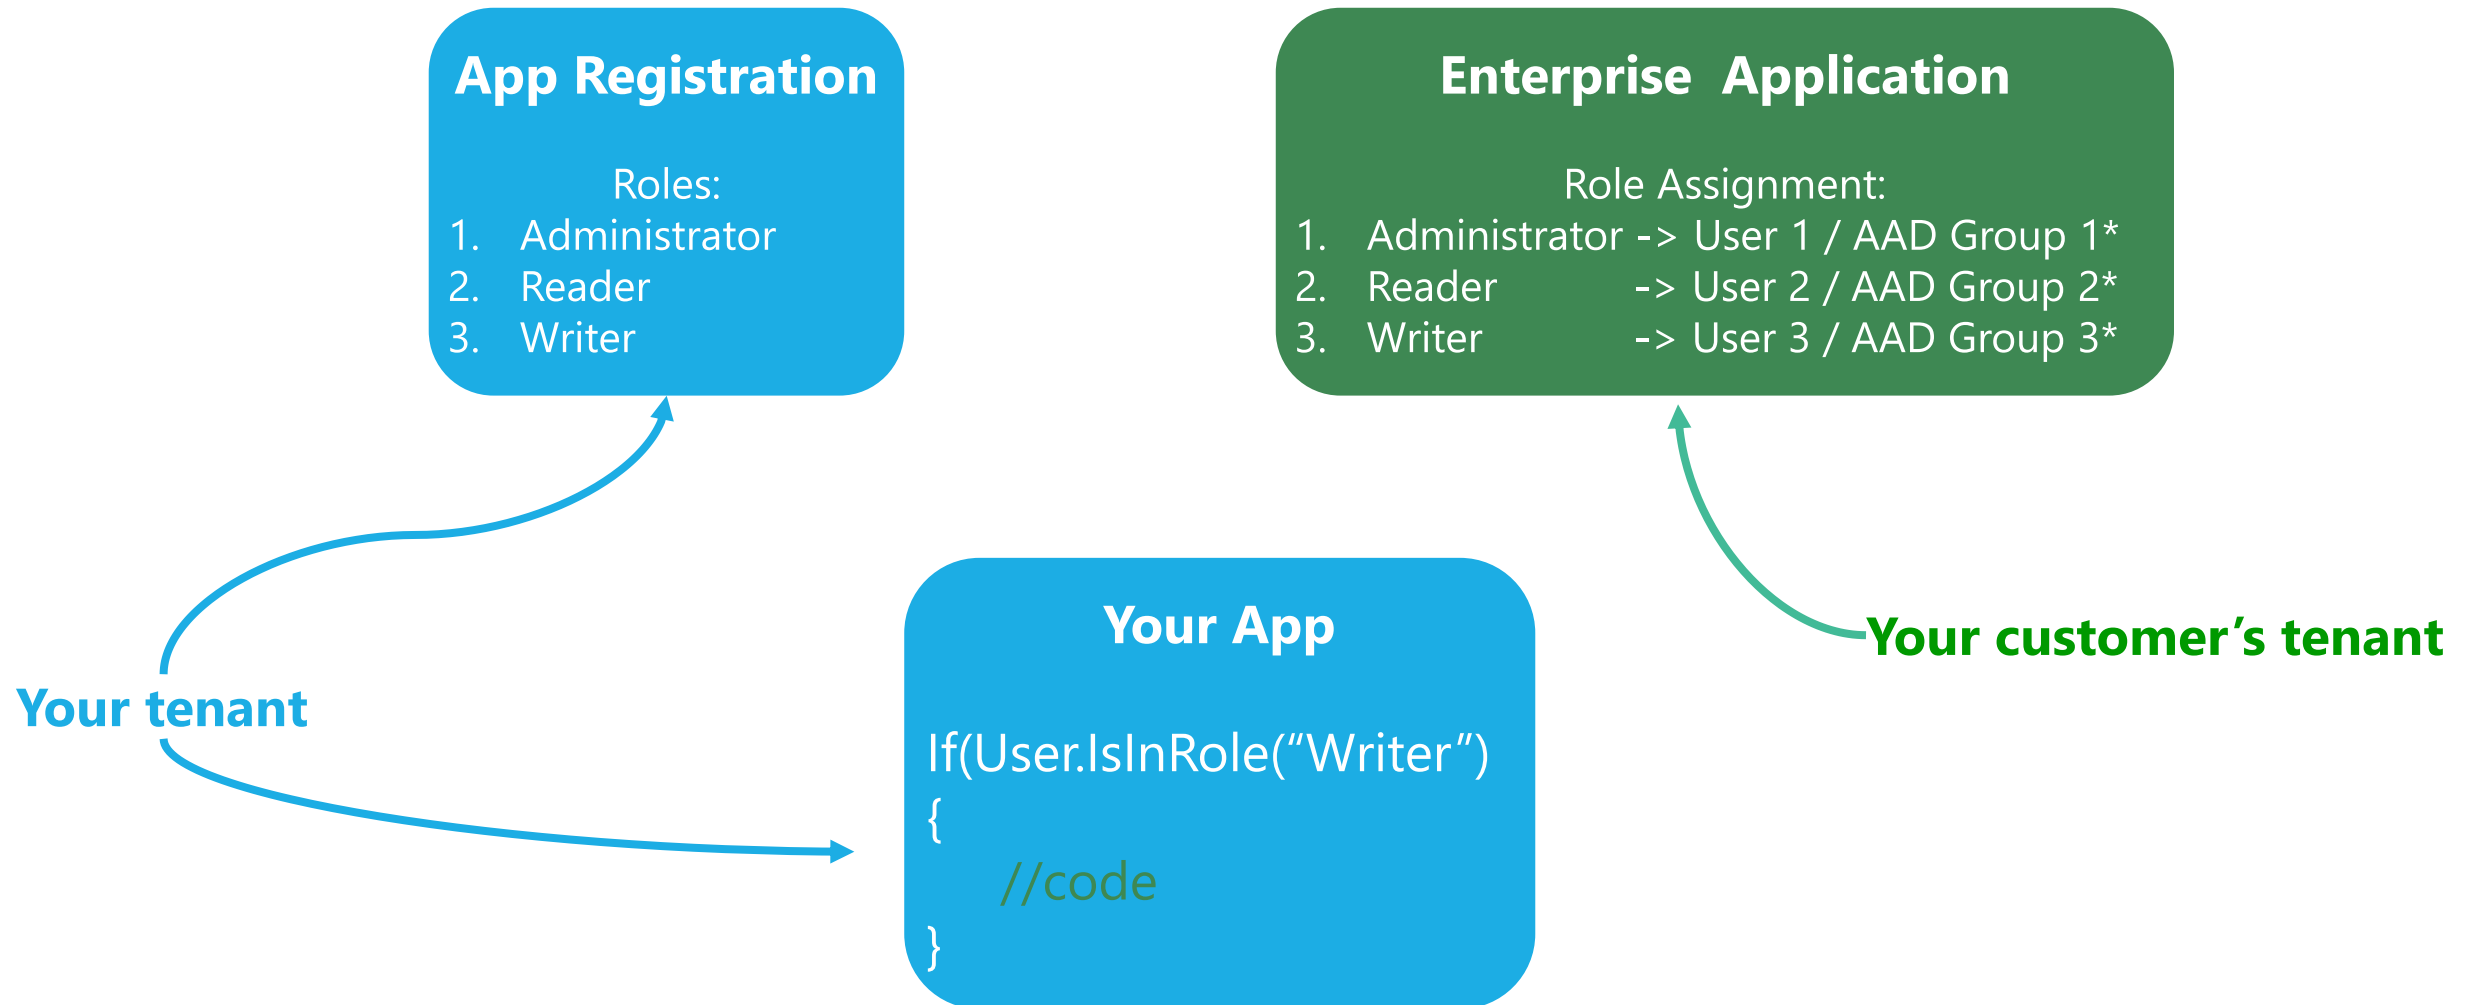 App Registration
Roles:
1. Administrator
2. Reader
3. Writer
Enterprise Application
Role Assignment:
1. Administrator -> User 1 / AAD Group 1*
2. Reader -> User 2 / AAD Group 2*
3. Writer -> User 3 / AAD Group 3*
Your tenant
Your App
If(User.IsInRole(“Writer”)
{
//code
}
Your customer’s tenant